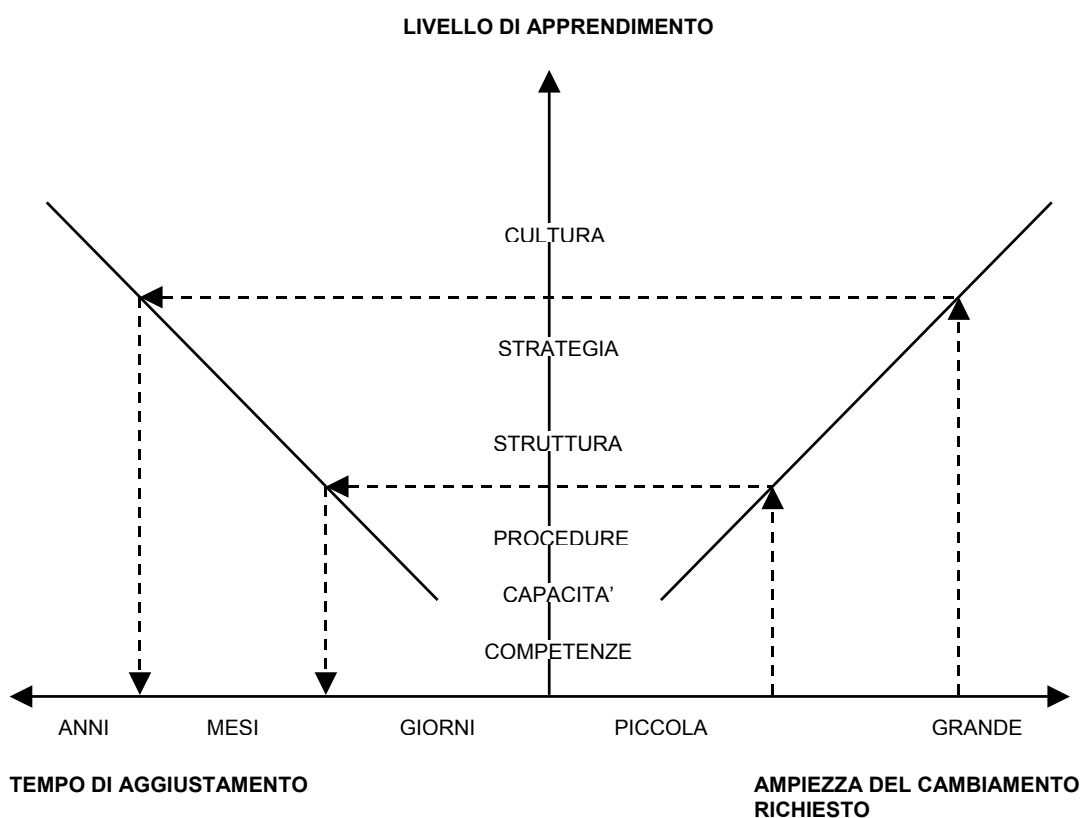 LIVELLO DI APPRENDIMENTO
CULTURA
STRATEGIA
STRUTTURA
PROCEDURE
CAPACITA’
COMPETENZE
ANNI MESI GIORNI PICCOLA GRANDE
TEMPO DI AGGIUSTAMENTO
AMPIEZZA DEL CAMBIAMENTO
RICHIESTO